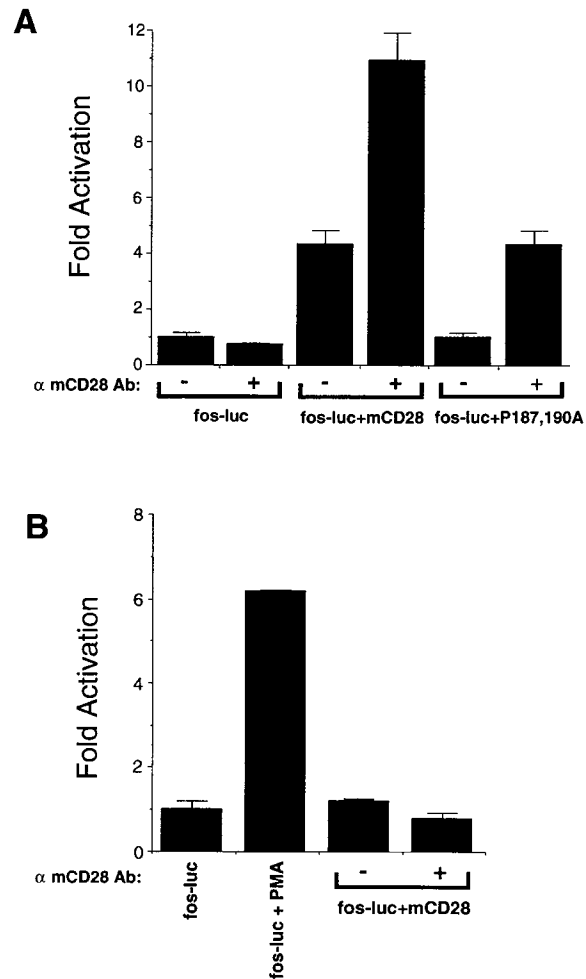 A
12
10
8
6
4
2
0
Fold Activation
α mCD28 Ab: - + - + - +
fos-luc fos-luc+mCD28 fos-luc+P187,190A
B
8
6
4
2
0
Fold Activation
α mCD28 Ab: - +
fos-luc
fos-luc + PMA
fos-luc+mCD28